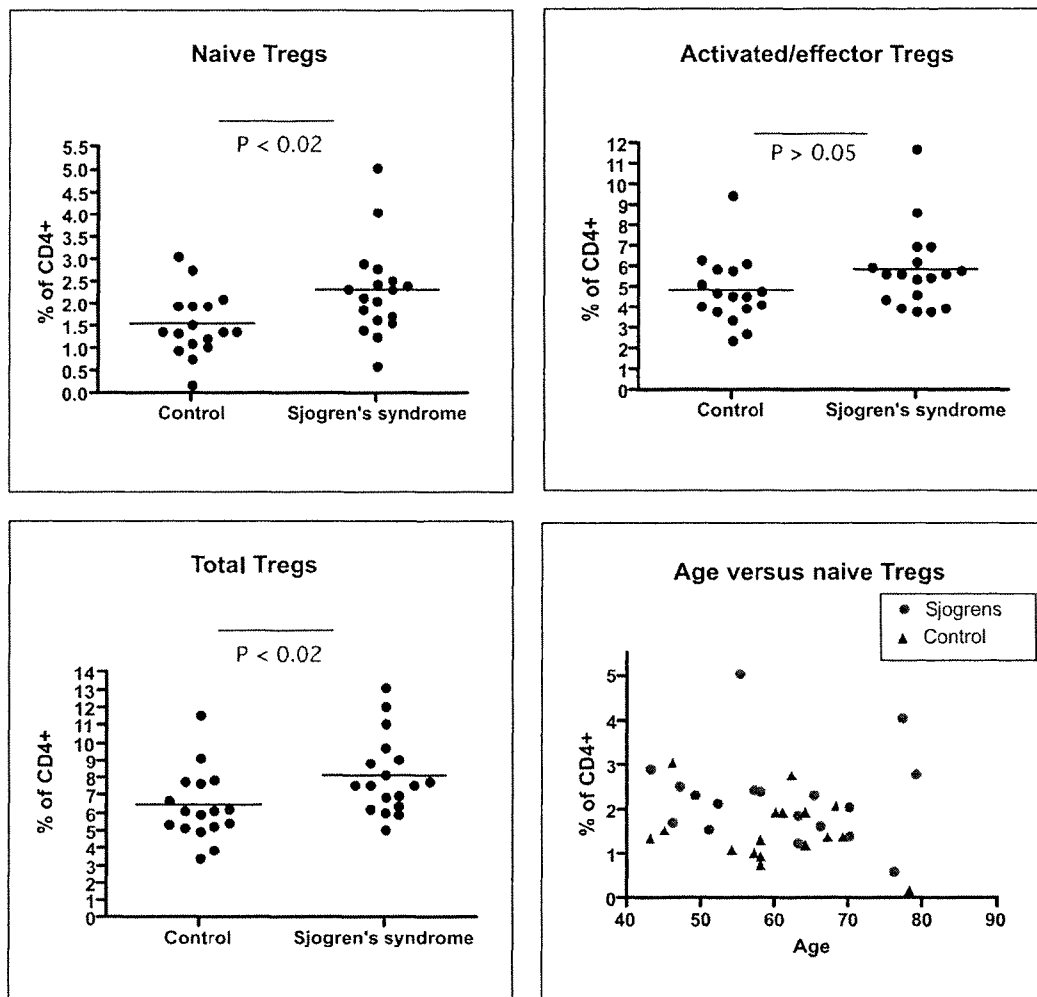 Naive Tregs
P < 0.02
5.5
5.0
4.5
4.0
3.5
3.0
2.5
2.0
1.5
1.0
0.5
0.0
% of CD4+
Control
Sjogren's syndrome
Activated/effector Tregs
P > 0.05
12
11
10
9
8
7
6
5
4
3
2
1
0
% of CD4+
Control
Sjogren's syndrome
Total Tregs
P < 0.02
14
13
12
11
10
9
8
7
6
5
4
3
2
1
0
% of CD4+
Control
Sjogren's syndrome
Age versus naive Tregs
Sjogrens
Control
5
4
3
2
1
0
% of CD4+
40 50 60 70 80 90
Age